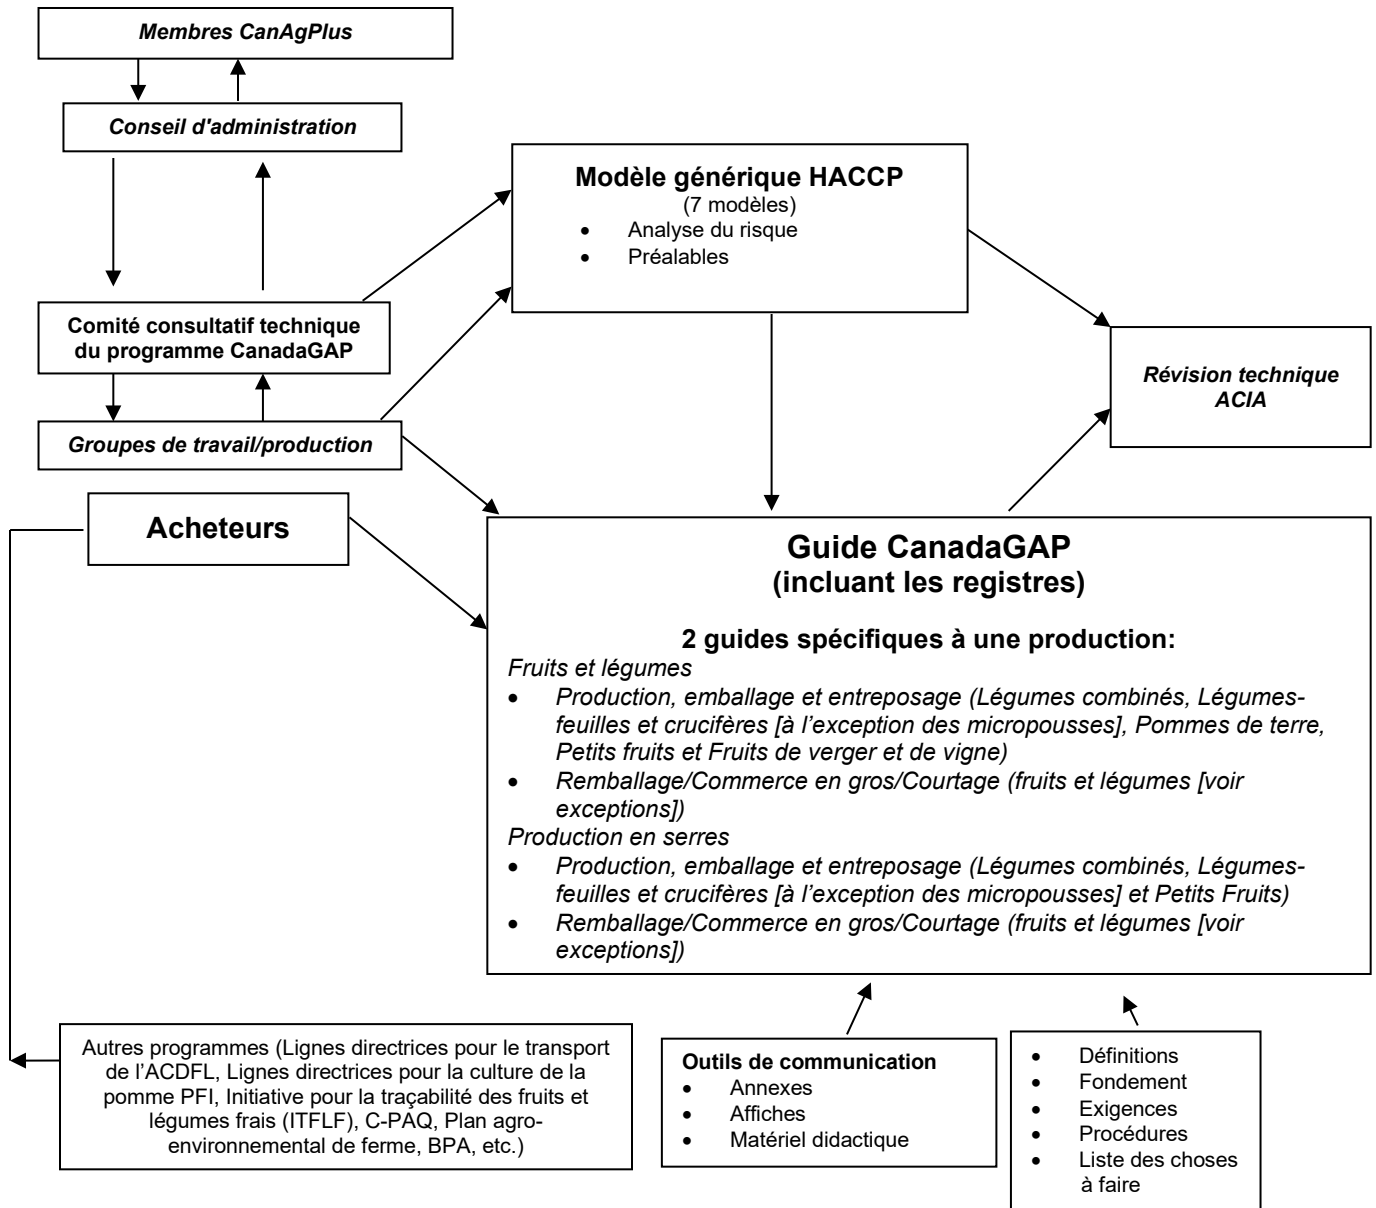 Membres CanAgPlus
Conseil d'administration
Modèle générique HACCP
(7 modèles)
• Analyse du risque
• Préalables
Comité consultatif technique
du programme CanadaGAP
Révision technique
ACIA
Groupes de travail/production
Acheteurs
Guide CanadaGAP
(incluant les registres)
2 guides spécifiques à une production:
Fruits et légumes
• Production, emballage et entreposage (Légumes combinés, Légumes-
feuilles et crucifères [à l’exception des micropousses], Pommes de terre,
Petits fruits et Fruits de verger et de vigne)
• Remballage/Commerce en gros/Courtage (fruits et légumes [voir
exceptions])
Production en serres
• Production, emballage et entreposage (Légumes combinés, Légumes-
feuilles et crucifères [à l’exception des micropousses] et Petits Fruits)
• Remballage/Commerce en gros/Courtage (fruits et légumes [voir
exceptions])
Autres programmes (Lignes directrices pour le transport
de l’ACDFL, Lignes directrices pour la culture de la
pomme PFI, Initiative pour la traçabilité des fruits et
légumes frais (ITFLF), C-PAQ, Plan agro-
environnemental de ferme, BPA, etc.)
Outils de communication
• Annexes
• Affiches
• Matériel didactique
• Définitions
• Fondement
• Exigences
• Procédures
• Liste des choses
à faire